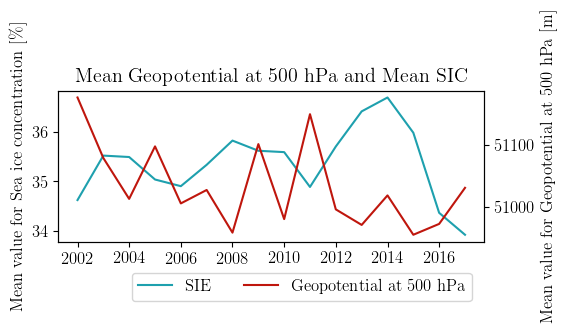 Mean Geopotential at 500 hPa and Mean SIC
Mean value for Sea ice concentration [%]
36
35
34
Mean value for Geopotential at 500 hPa [m]
51100
51000
2002 2004 2006 2008 2010 2012 2014 2016
SIE Geopotential at 500 hPa